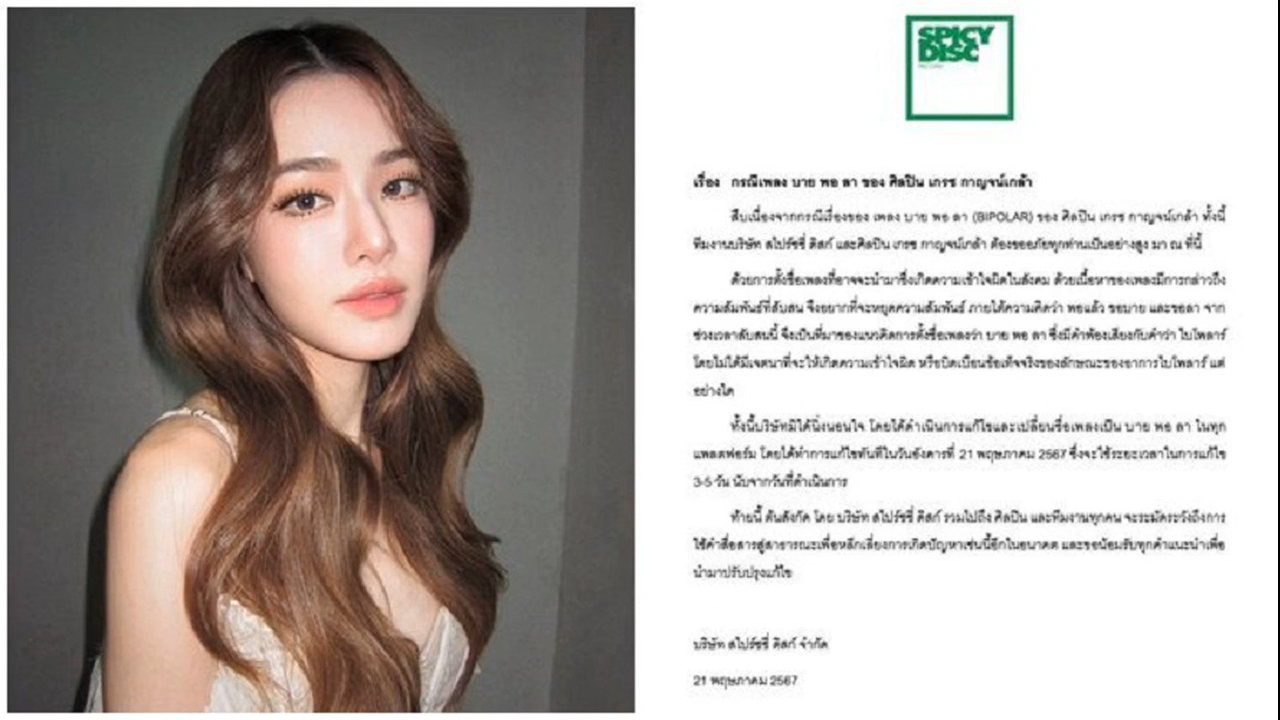 SPICY
DISC
เรื่อง กรณีเพลง บาย พอ ลา ของ ศิลปิน เกรซ กาญจน์เกล้า
สืบเนื่องจากกรณีเรื่องของ เพลง บาย พอ ลา (BIPOLAR) ของ ศิลปิน เกรซ กาญจน์เกล้า ทั้งนี้
ทีมงานบริษัท สไปร์ซซี่ ดิสก์ และศิลปิน เกรซ กาญจน์เกล้า ต้องขออภัยทุกท่านเป็นอย่างสูง มา ณ ที่นี้
ด้วยการตั้งชื่อเพลงที่อาจจะนำมาซึ่งเกิดความเข้าใจผิดในสังคม ด้วยเนื้อหาของเพลงมีการกล่าวถึง
ความสัมพันธ์ที่สับสน จึงอยากที่จะหยุดความสัมพันธ์ ภายใต้ความคิดว่า พอแล้ว ขอบาย และขอลา จาก
ช่วงเวลาสับสนนี้ จึงเป็นที่มาของแนวคิดการตั้งชื่อเพลงว่า บาย พอ ลา ซึ่งมีคำพ้องเสียงกับคำว่า ไบโพลาร์
โดยไม่ได้มีเจตนาที่จะให้เกิดความเข้าใจผิด หรือบิดเบือนข้อเท็จจริงของลักษณะของอาการไบโพลาร์ แต่
อย่างใด
ทั้งนี้บริษัทมิได้นิ่งนอนใจ โดยได้ดำเนินการแก้ไขและเปลี่ยนชื่อเพลงเป็น บาย พอ ลา ในทุก
แพลตฟอร์ม โดยได้ทำการแก้ไขทันทีในวันอังคารที่ 21 พฤษภาคม 2567 ซึ่งจะใช้ระยะเวลาในการแก้ไข
3-5 วัน นับจากวันที่ดำเนินการ
ท้ายนี้ ต้นสังกัด โดย บริษัท สไปร์ซซี่ ดิสก์ รวมไปถึง ศิลปิน และทีมงานทุกคน จะระมัดระวังถึงการ
ใช้คำสื่อสารสู่สาธารณะเพื่อหลีกเลี่ยงการเกิดปัญหาเช่นนี้อีกในอนาคต และขอน้อมรับทุกคำแนะนำเพื่อ
นำมาปรับปรุงแก้ไข
บริษัท สไปร์ซซี่ ดิสก์ จำกัด
21 พฤษภาคม 2567